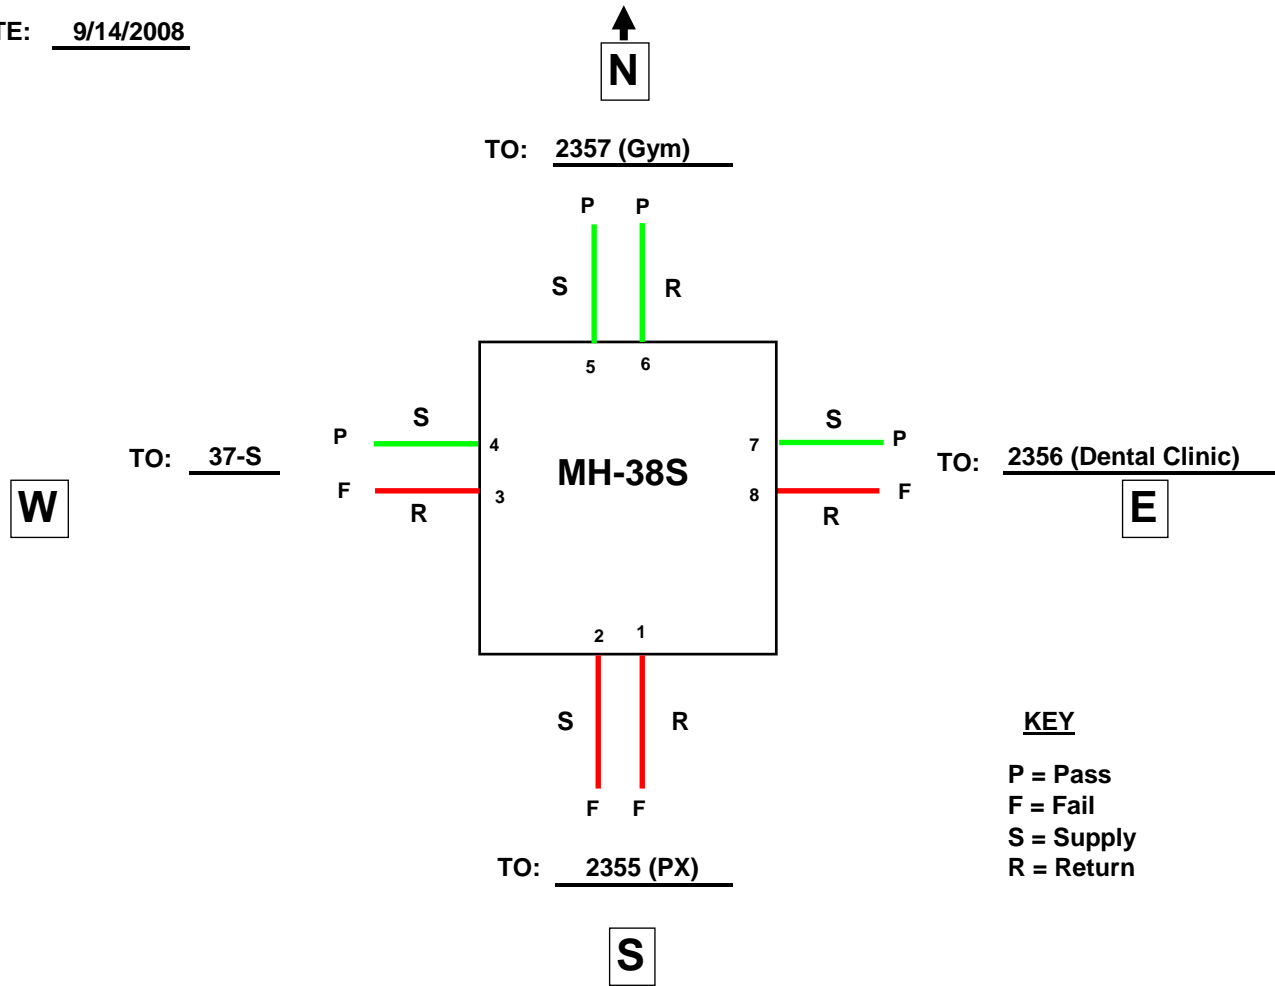 TE: 9/14/2008
N
TO: 2357 (Gym)
P P
S R
5 6
S S
P 4 7 P
TO: 37-S MH-38S TO: 2356 (Dental Clinic)
F 3 8 F
W R R E
2 1
S R
KEY
P = Pass
F F F = Fail
S = Supply
TO: 2355 (PX) R = Return
S